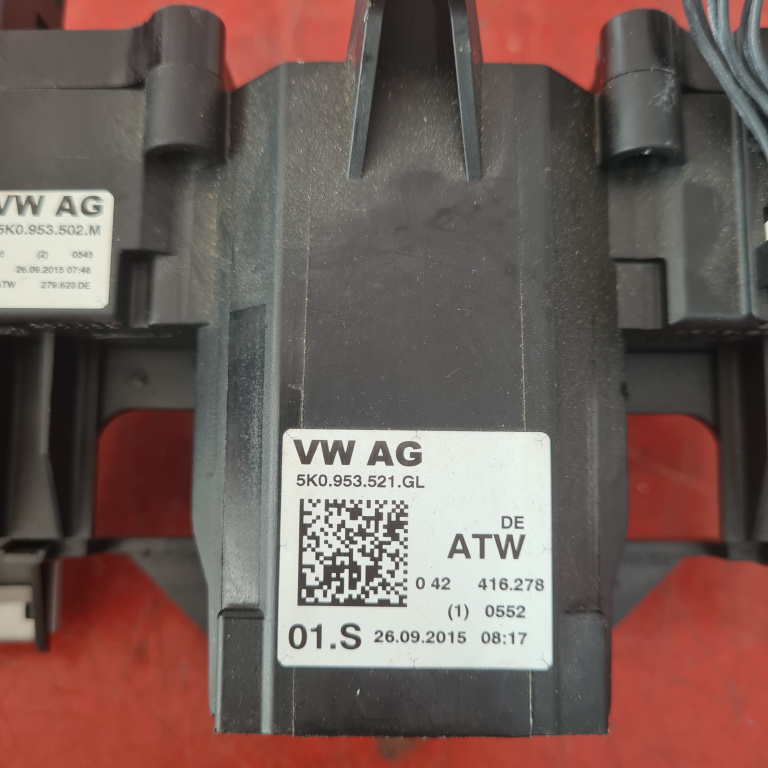 VW AG
5K0.953.502.M
(2) 0545
26.09.2015 07:48
ATW 279.623 DE
VW AG
5K0.953.521.GL
DE
ATW
0 42 416.278
(1) 0552
01.S 26.09.2015 08:17